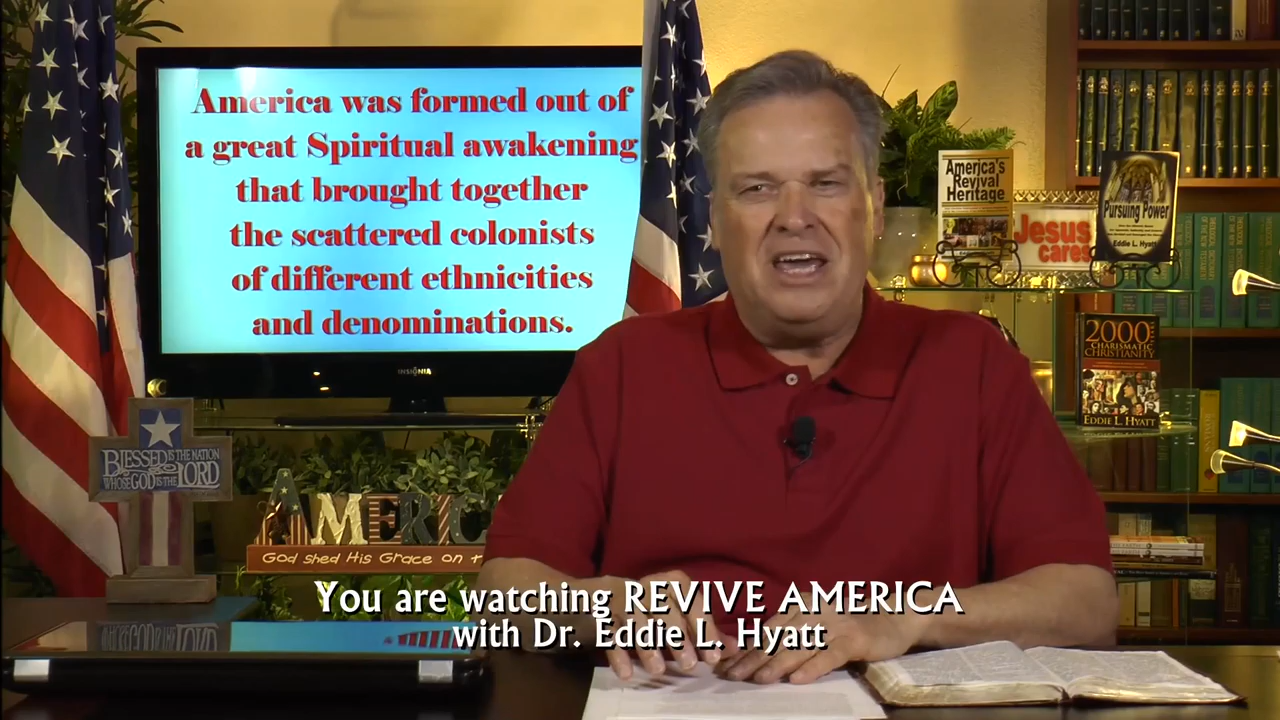 America was formed out of
a great Spiritual awakening
that brought together
the scattered colonists
of different ethnicities
and denominations.
INSIGNIA
America's
Revival
Heritage
Jesus
cares
Pursuing Power
Eddie L. Hyatt
2000
CHARISMATIC
CHRISTIANITY
EDDIE L. HYATT
BLESSED IS THE NATION
WHOSE GOD IS THE LORD
AMERIC
God shed His Grace on
You are watching REVIVE AMERICA
with Dr. Eddie L. Hyatt